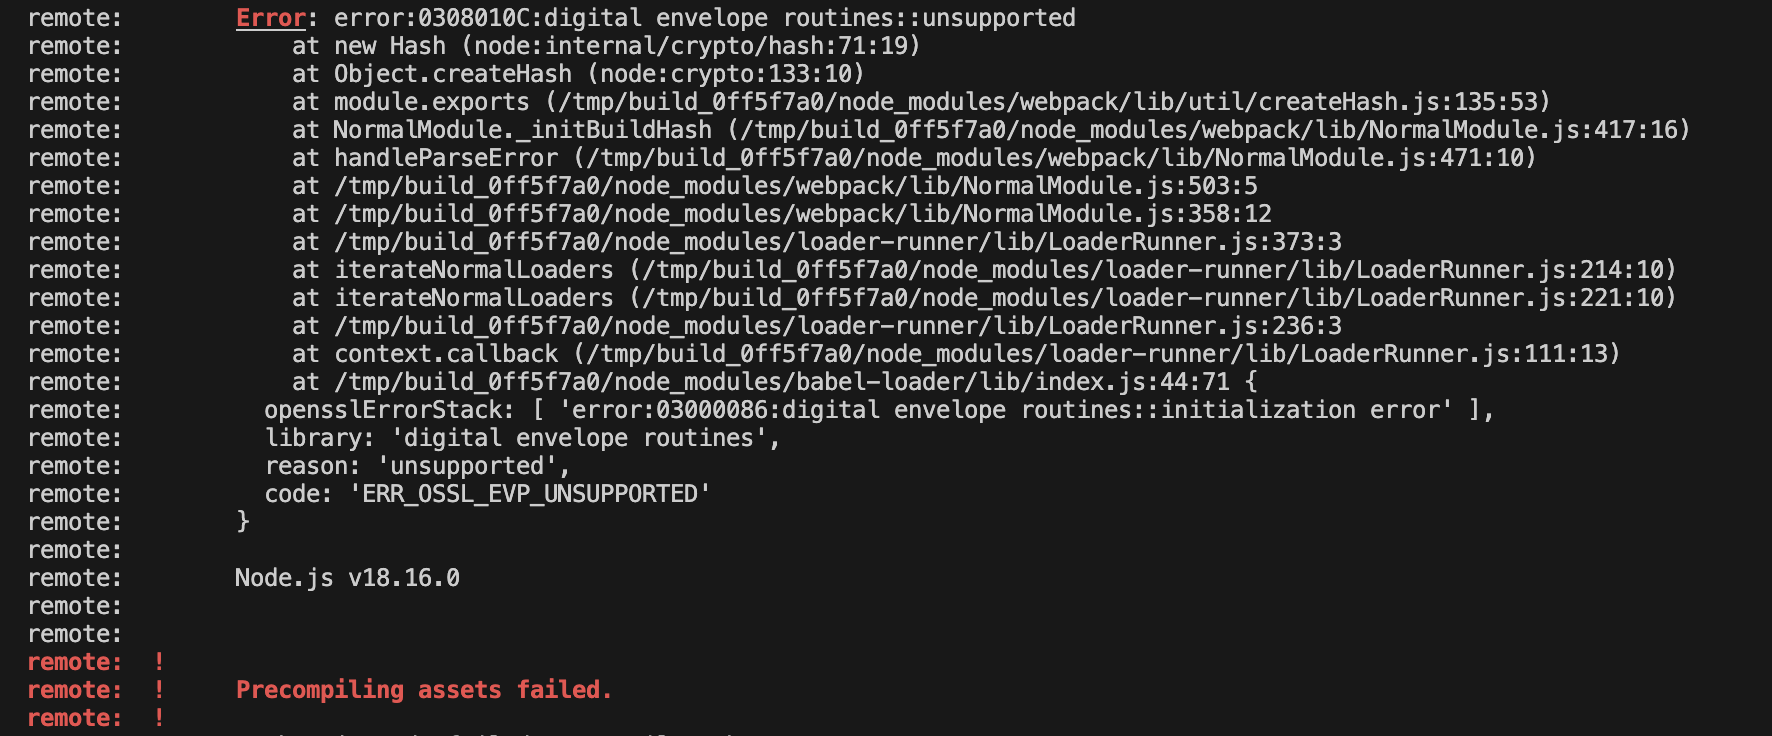 remote:        Error: error:0308010C:digital envelope routines::unsupported
remote:            at new Hash (node:internal/crypto/hash:71:19)
remote:            at Object.createHash (node:crypto:133:10)
remote:            at module.exports (/tmp/build_0ff5f7a0/node_modules/webpack/lib/util/createHash.js:135:53)
remote:            at NormalModule._initBuildHash (/tmp/build_0ff5f7a0/node_modules/webpack/lib/NormalModule.js:417:16)
remote:            at handleParseError (/tmp/build_0ff5f7a0/node_modules/webpack/lib/NormalModule.js:471:10)
remote:            at /tmp/build_0ff5f7a0/node_modules/webpack/lib/NormalModule.js:503:5
remote:            at /tmp/build_0ff5f7a0/node_modules/webpack/lib/NormalModule.js:358:12
remote:            at /tmp/build_0ff5f7a0/node_modules/loader-runner/lib/LoaderRunner.js:373:3
remote:            at iterateNormalLoaders (/tmp/build_0ff5f7a0/node_modules/loader-runner/lib/LoaderRunner.js:214:10)
remote:            at iterateNormalLoaders (/tmp/build_0ff5f7a0/node_modules/loader-runner/lib/LoaderRunner.js:221:10)
remote:            at /tmp/build_0ff5f7a0/node_modules/loader-runner/lib/LoaderRunner.js:236:3
remote:            at context.callback (/tmp/build_0ff5f7a0/node_modules/loader-runner/lib/LoaderRunner.js:111:13)
remote:            at /tmp/build_0ff5f7a0/node_modules/babel-loader/lib/index.js:44:71 {
remote:          opensslErrorStack: [ 'error:03000086:digital envelope routines::initialization error' ],
remote:          library: 'digital envelope routines',
remote:          reason: 'unsupported',
remote:          code: 'ERR_OSSL_EVP_UNSUPPORTED'
remote:        }
remote:
remote:        Node.js v18.16.0
remote:
remote:
remote:  !
remote:  !     Precompiling assets failed.
remote:  !